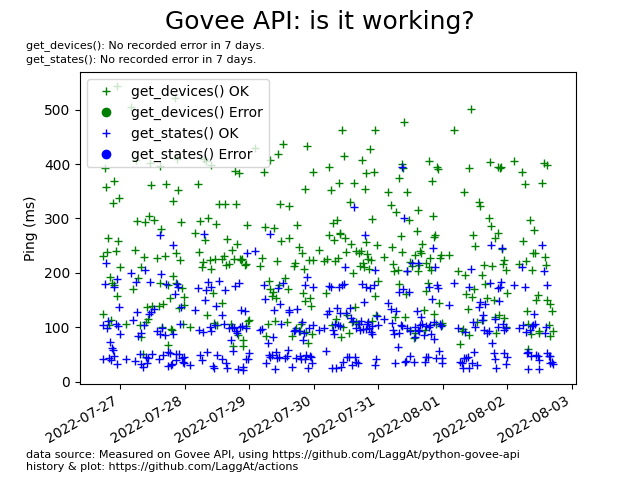 Govee API: is it working?
get_devices(): No recorded error in 7 days.
get_states(): No recorded error in 7 days.
get_devices() OK
get_devices() Error
get_states() OK
get_states() Error
Ping (ms)
500
400
300
200
100
0
2022-07-27
2022-07-28
2022-07-29
2022-07-30
2022-07-31
2022-08-01
2022-08-02
2022-08-03
data source: Measured on Govee API, using https://github.com/LaggAt/python-govee-api
history & plot: https://github.com/LaggAt/actions